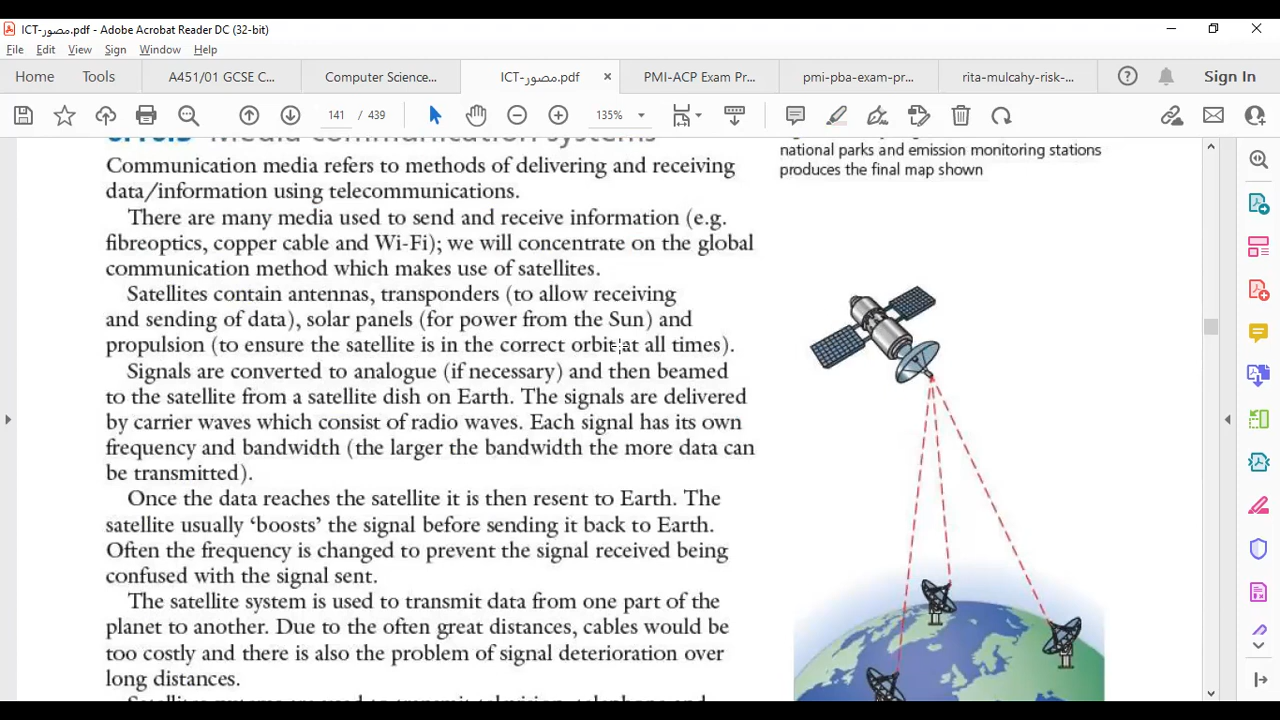 ICT-مصور.pdf - Adobe Acrobat Reader DC (32-bit)
File Edit View Sign Window Help
Home Tools A451/01 GCSE C... Computer Science... ICT-مصور.pdf × PMI-ACP Exam Pr... pmi-pba-exam-pr... rita-mulcahy-risk-... Sign In
141 / 439 135%
Media communication systems
Communication media refers to methods of delivering and receiving
data/information using telecommunications.
There are many media used to send and receive information (e.g.
fibreoptics, copper cable and Wi-Fi); we will concentrate on the global
communication method which makes use of satellites.
Satellites contain antennas, transponders (to allow receiving
and sending of data), solar panels (for power from the Sun) and
propulsion (to ensure the satellite is in the correct orbit at all times).
Signals are converted to analogue (if necessary) and then beamed
to the satellite from a satellite dish on Earth. The signals are delivered
by carrier waves which consist of radio waves. Each signal has its own
frequency and bandwidth (the larger the bandwidth the more data can
be transmitted).
Once the data reaches the satellite it is then resent to Earth. The
satellite usually ‘boosts’ the signal before sending it back to Earth.
Often the frequency is changed to prevent the signal received being
confused with the signal sent.
The satellite system is used to transmit data from one part of the
planet to another. Due to the often great distances, cables would be
too costly and there is also the problem of signal deterioration over
long distances.
Satellite systems are used to transmit television, telephone and
national parks and emission monitoring stations
produces the final map shown